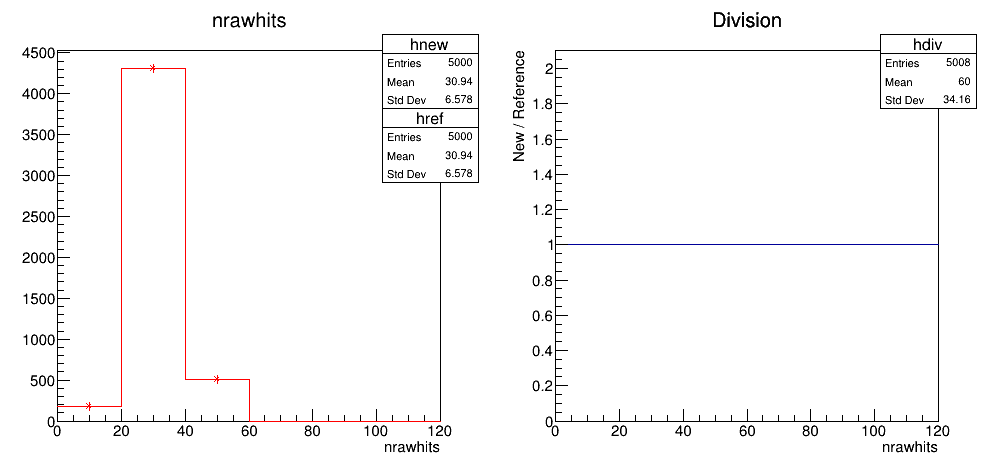 nrawhits
hnew
Entries 5000
Mean 30.94
Std Dev 6.578
href
Entries 5000
Mean 30.94
Std Dev 6.578
4500
4000
3500
3000
2500
2000
1500
1000
500
0
0 20 40 60 80 100 120
nrawhits
Division
hdiv
Entries 5008
Mean 60
Std Dev 34.16
New / Reference
2
1.8
1.6
1.4
1.2
1
0.8
0.6
0.4
0.2
0
0 20 40 60 80 100 120
nrawhits